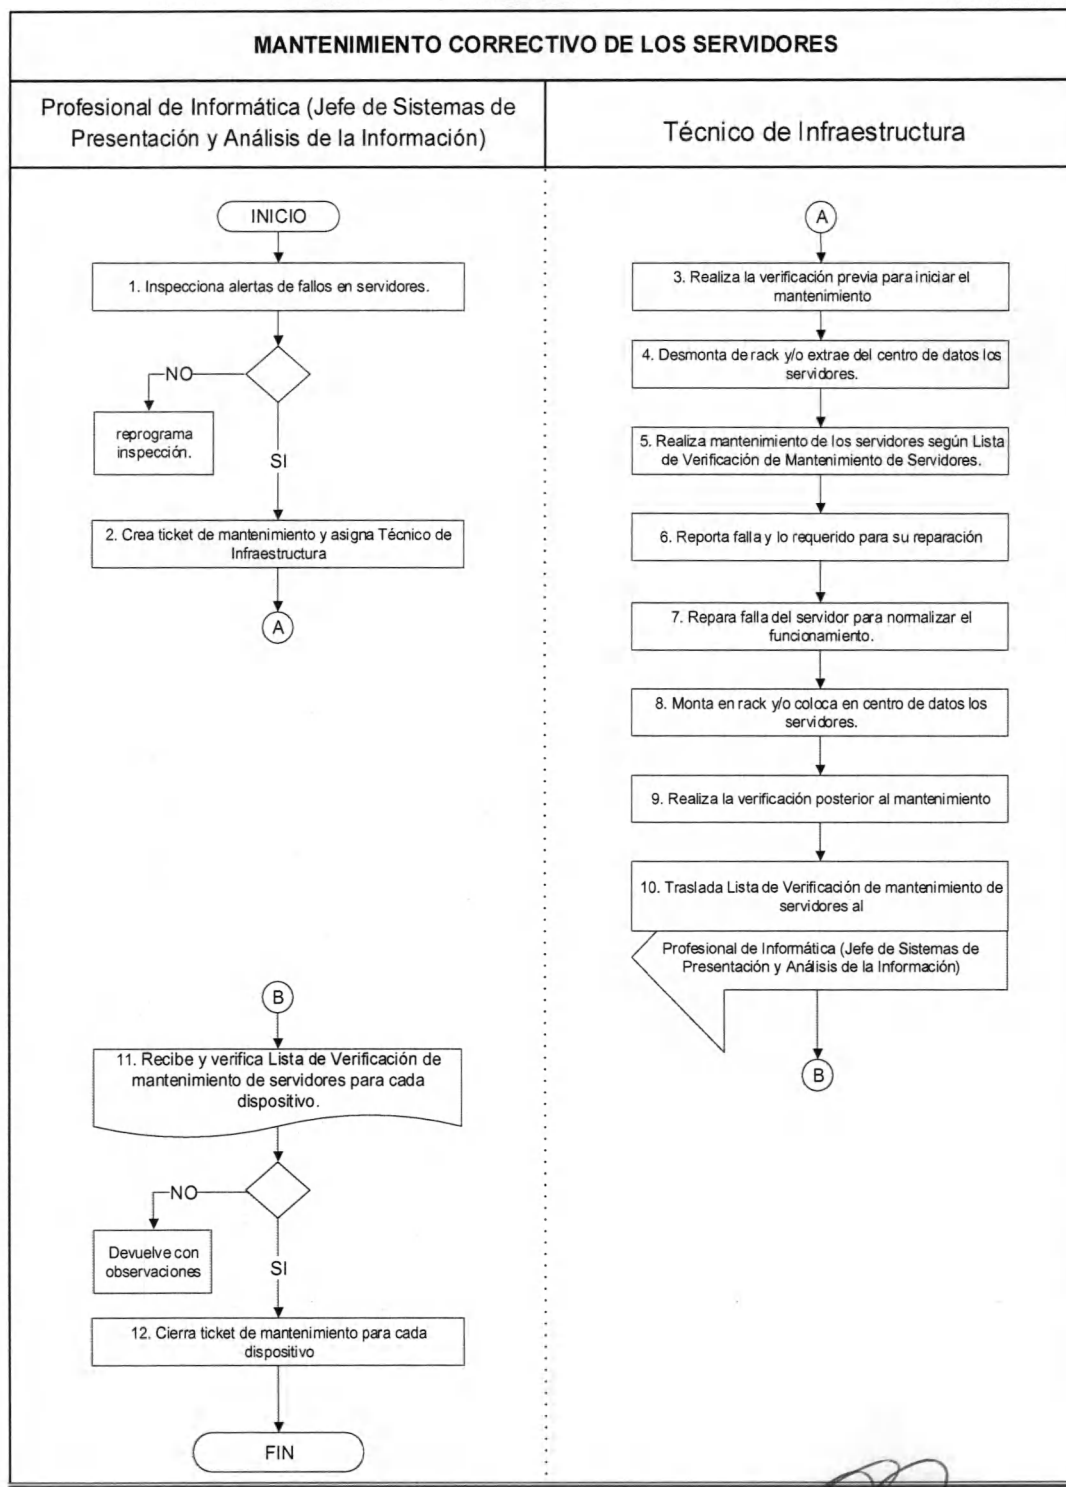 MANTENIMIENTO CORRECTIVO DE LOS SERVIDORES
Profesional de Informática (Jefe de Sistemas de
Presentación y Análisis de la Información)
Técnico de Infraestructura
INICIO
1. Inspecciona alertas de fallos en servidores.
NO
reprograma
inspección.
SI
2. Crea ticket de mantenimiento y asigna Técnico de
Infraestructura
A
A
3. Realiza la verificación previa para iniciar el
mantenimiento
4. Desmonta de rack y/o extrae del centro de datos los
servidores.
5. Realiza mantenimiento de los servidores según Lista
de Verificación de Mantenimiento de Servidores.
6. Reporta falla y lo requerido para su reparación
7. Repara falla del servidor para normalizar el
funcionamiento.
8. Monta en rack y/o coloca en centro de datos los
servidores.
9. Realiza la verificación posterior al mantenimiento
10. Traslada Lista de Verificación de mantenimiento de
servidores al
Profesional de Informática (Jefe de Sistemas de
Presentación y Análisis de la Información)
B
B
11. Recibe y verifica Lista de Verificación de
mantenimiento de servidores para cada
dispositivo.
NO
Devuelve con
observaciones
SI
12. Cierra ticket de mantenimiento para cada
dispositivo
FIN